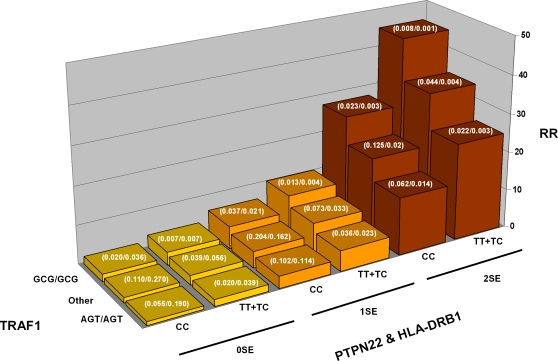 (0.008/0.001)
50
(0.023/0.003)
(0.044/0.004)
40
RR
(0.125/0.02)
(0.022/0.003)
30
(0.013/0.004)
(0.062/0.014)
20
(0.037/0.021)
(0.073/0.033)
10
(0.007/0.007)
(0.204/0.162)
(0.036/0.023)
0
(0.020/0.036)
(0.039/0.056)
(0.102/0.114)
TT+TC
GCG/GCG
(0.110/0.270)
(0.020/0.039)
CC
Other
(0.055/0.190)
TT+TC
2SE
AGT/AGT
CC
TT+TC
CC
1SE
TRAF1
0SE
PTPN22 & HLA-DRB1